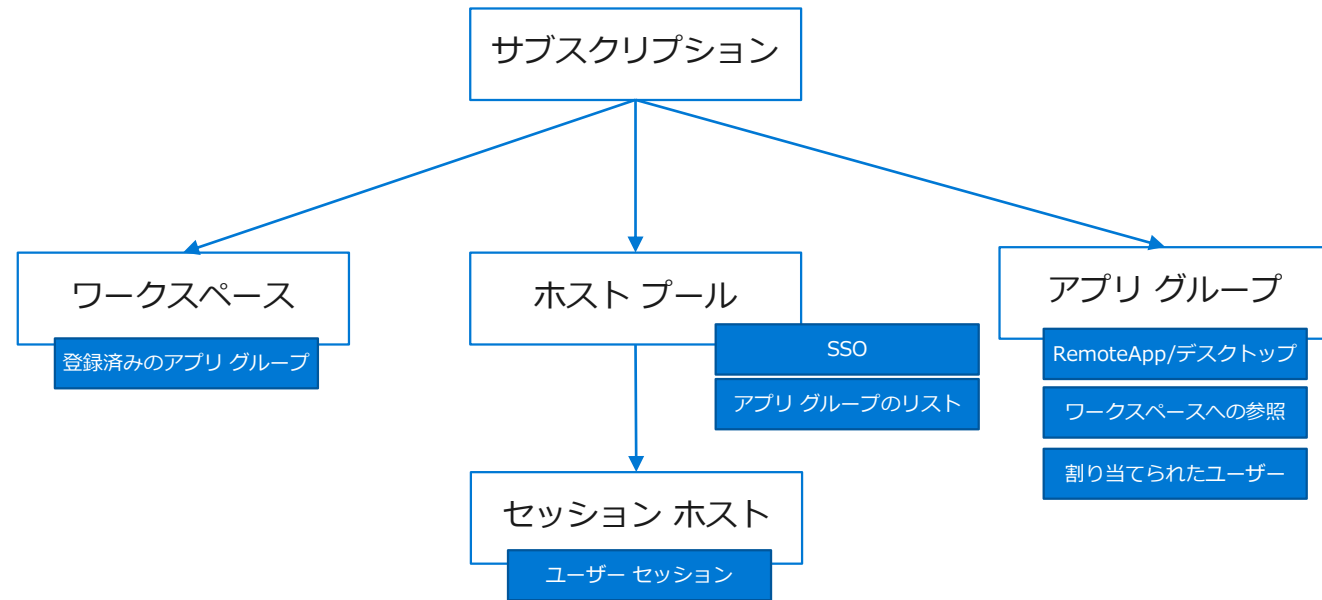 サブスクリプション
ワークスペース
登録済みのアプリ グループ
ホスト プール
SSO
アプリ グループのリスト
アプリ グループ
RemoteApp/デスクトップ
ワークスペースへの参照
割り当てられたユーザー
セッション ホスト
ユーザー セッション